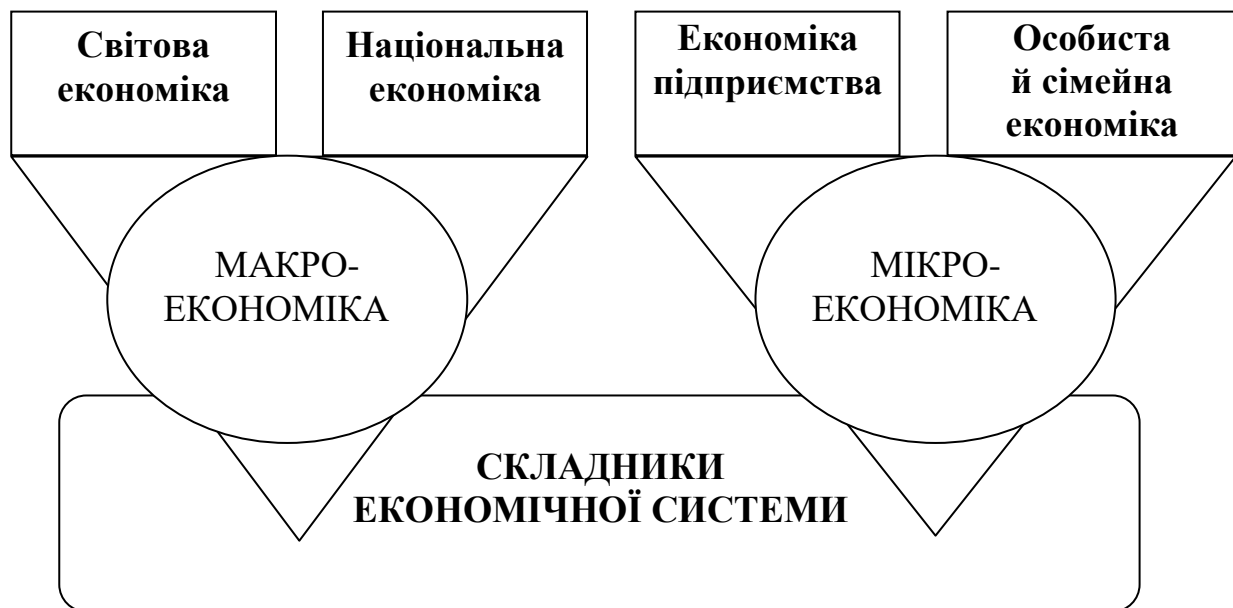 Світова
економіка
Національна
економіка
Економіка
підприємства
Особиста
й сімейна
економіка
МАКРО-
ЕКОНОМІКА
МІКРО-
ЕКОНОМІКА
СКЛАДНИКИ
ЕКОНОМІЧНОЇ СИСТЕМИ